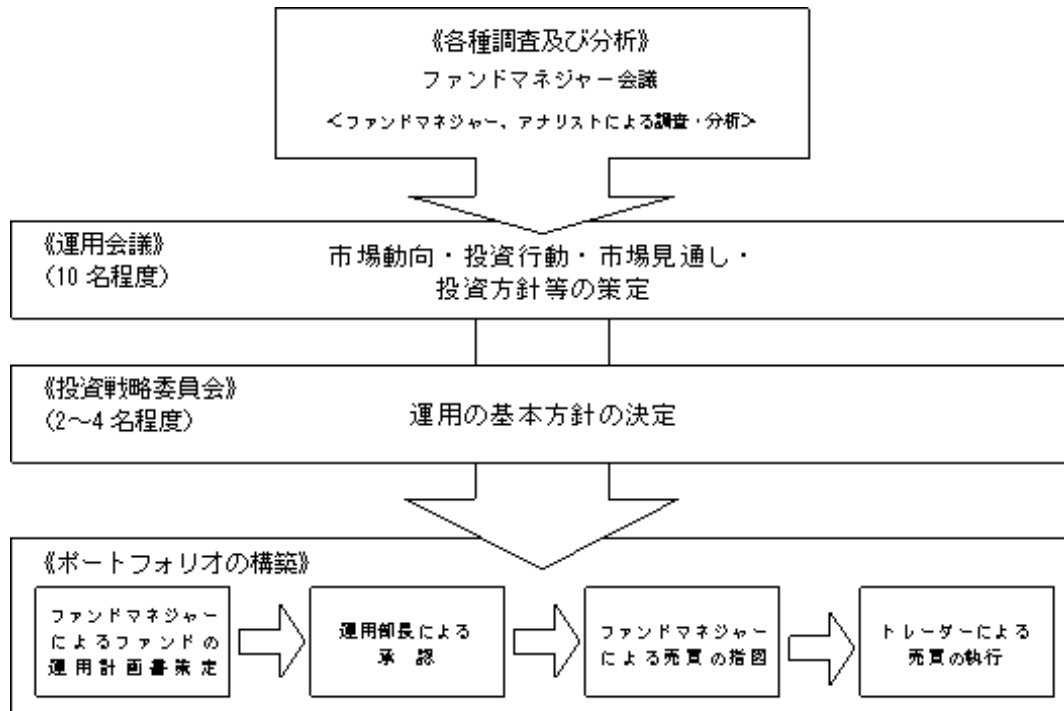 《各種調査及び分析》
ファンドマネジャー会議
<ファンドマネジャー、アナリストによる調査・分析>
《運用会議》
(10 名程度)
市場動向・投資行動・市場見通し・
投資方針等の策定
《投資戦略委員会》
(2~4 名程度)
運用の基本方針の決定
《ポートフォリオの構築》
ファンドマネジャー
によるファンドの
運用計画書策定
運用部長による
承 認
ファンドマネジャー
による売買の指図
トレーダーによる
売買の執行